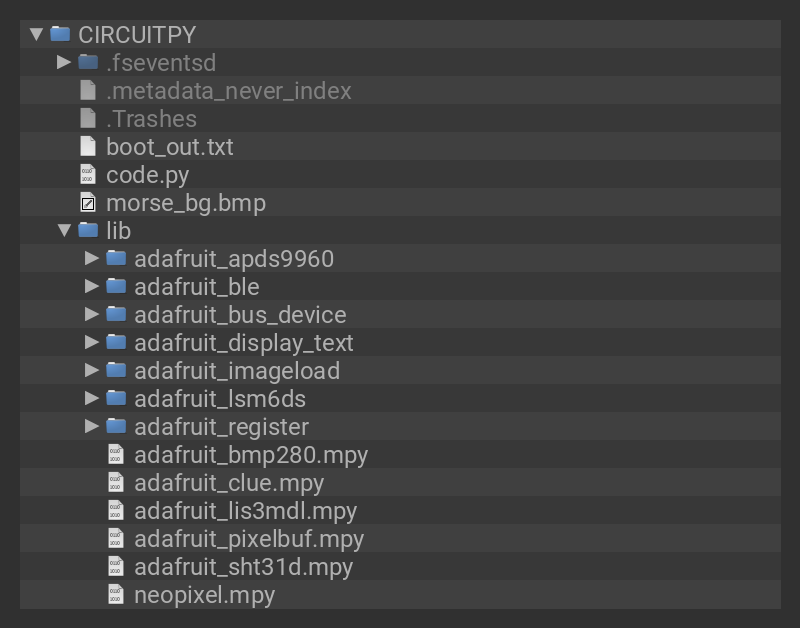 CIRCUITPY
.fseventsd
.metadata_never_index
.Trashes
boot_out.txt
code.py
morse_bg.bmp
lib
adafruit_apds9960
adafruit_ble
adafruit_bus_device
adafruit_display_text
adafruit_imageload
adafruit_lsm6ds
adafruit_register
adafruit_bmp280.mpy
adafruit_clue.mpy
adafruit_lis3mdl.mpy
adafruit_pixelbuf.mpy
adafruit_sht31d.mpy
neopixel.mpy